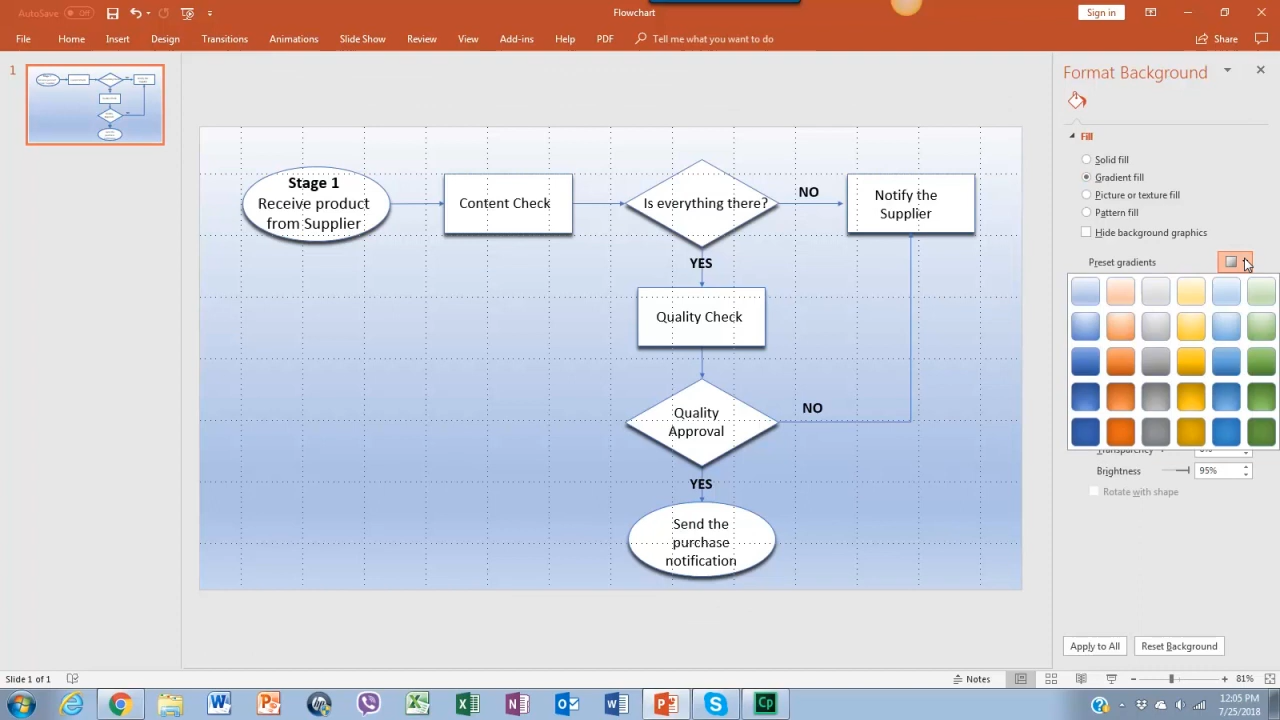 AutoSave Off
Flowchart
Sign in
File Home Insert Design Transitions Animations Slide Show Review View Add-ins Help PDF Tell me what you want to do
Share
1
Stage 1
Receive product
from Supplier
Content Check
Is everything there?
NO
Notify the
Supplier
YES
Quality Check
Quality
Approval
NO
YES
Send the
purchase
notification
Format Background
Fill
Solid fill
Gradient fill
Picture or texture fill
Pattern fill
Hide background graphics
Preset gradients
Transparency
Brightness 95%
Rotate with shape
Apply to All Reset Background
Slide 1 of 1
Notes
81%
12:05 PM
7/25/2018